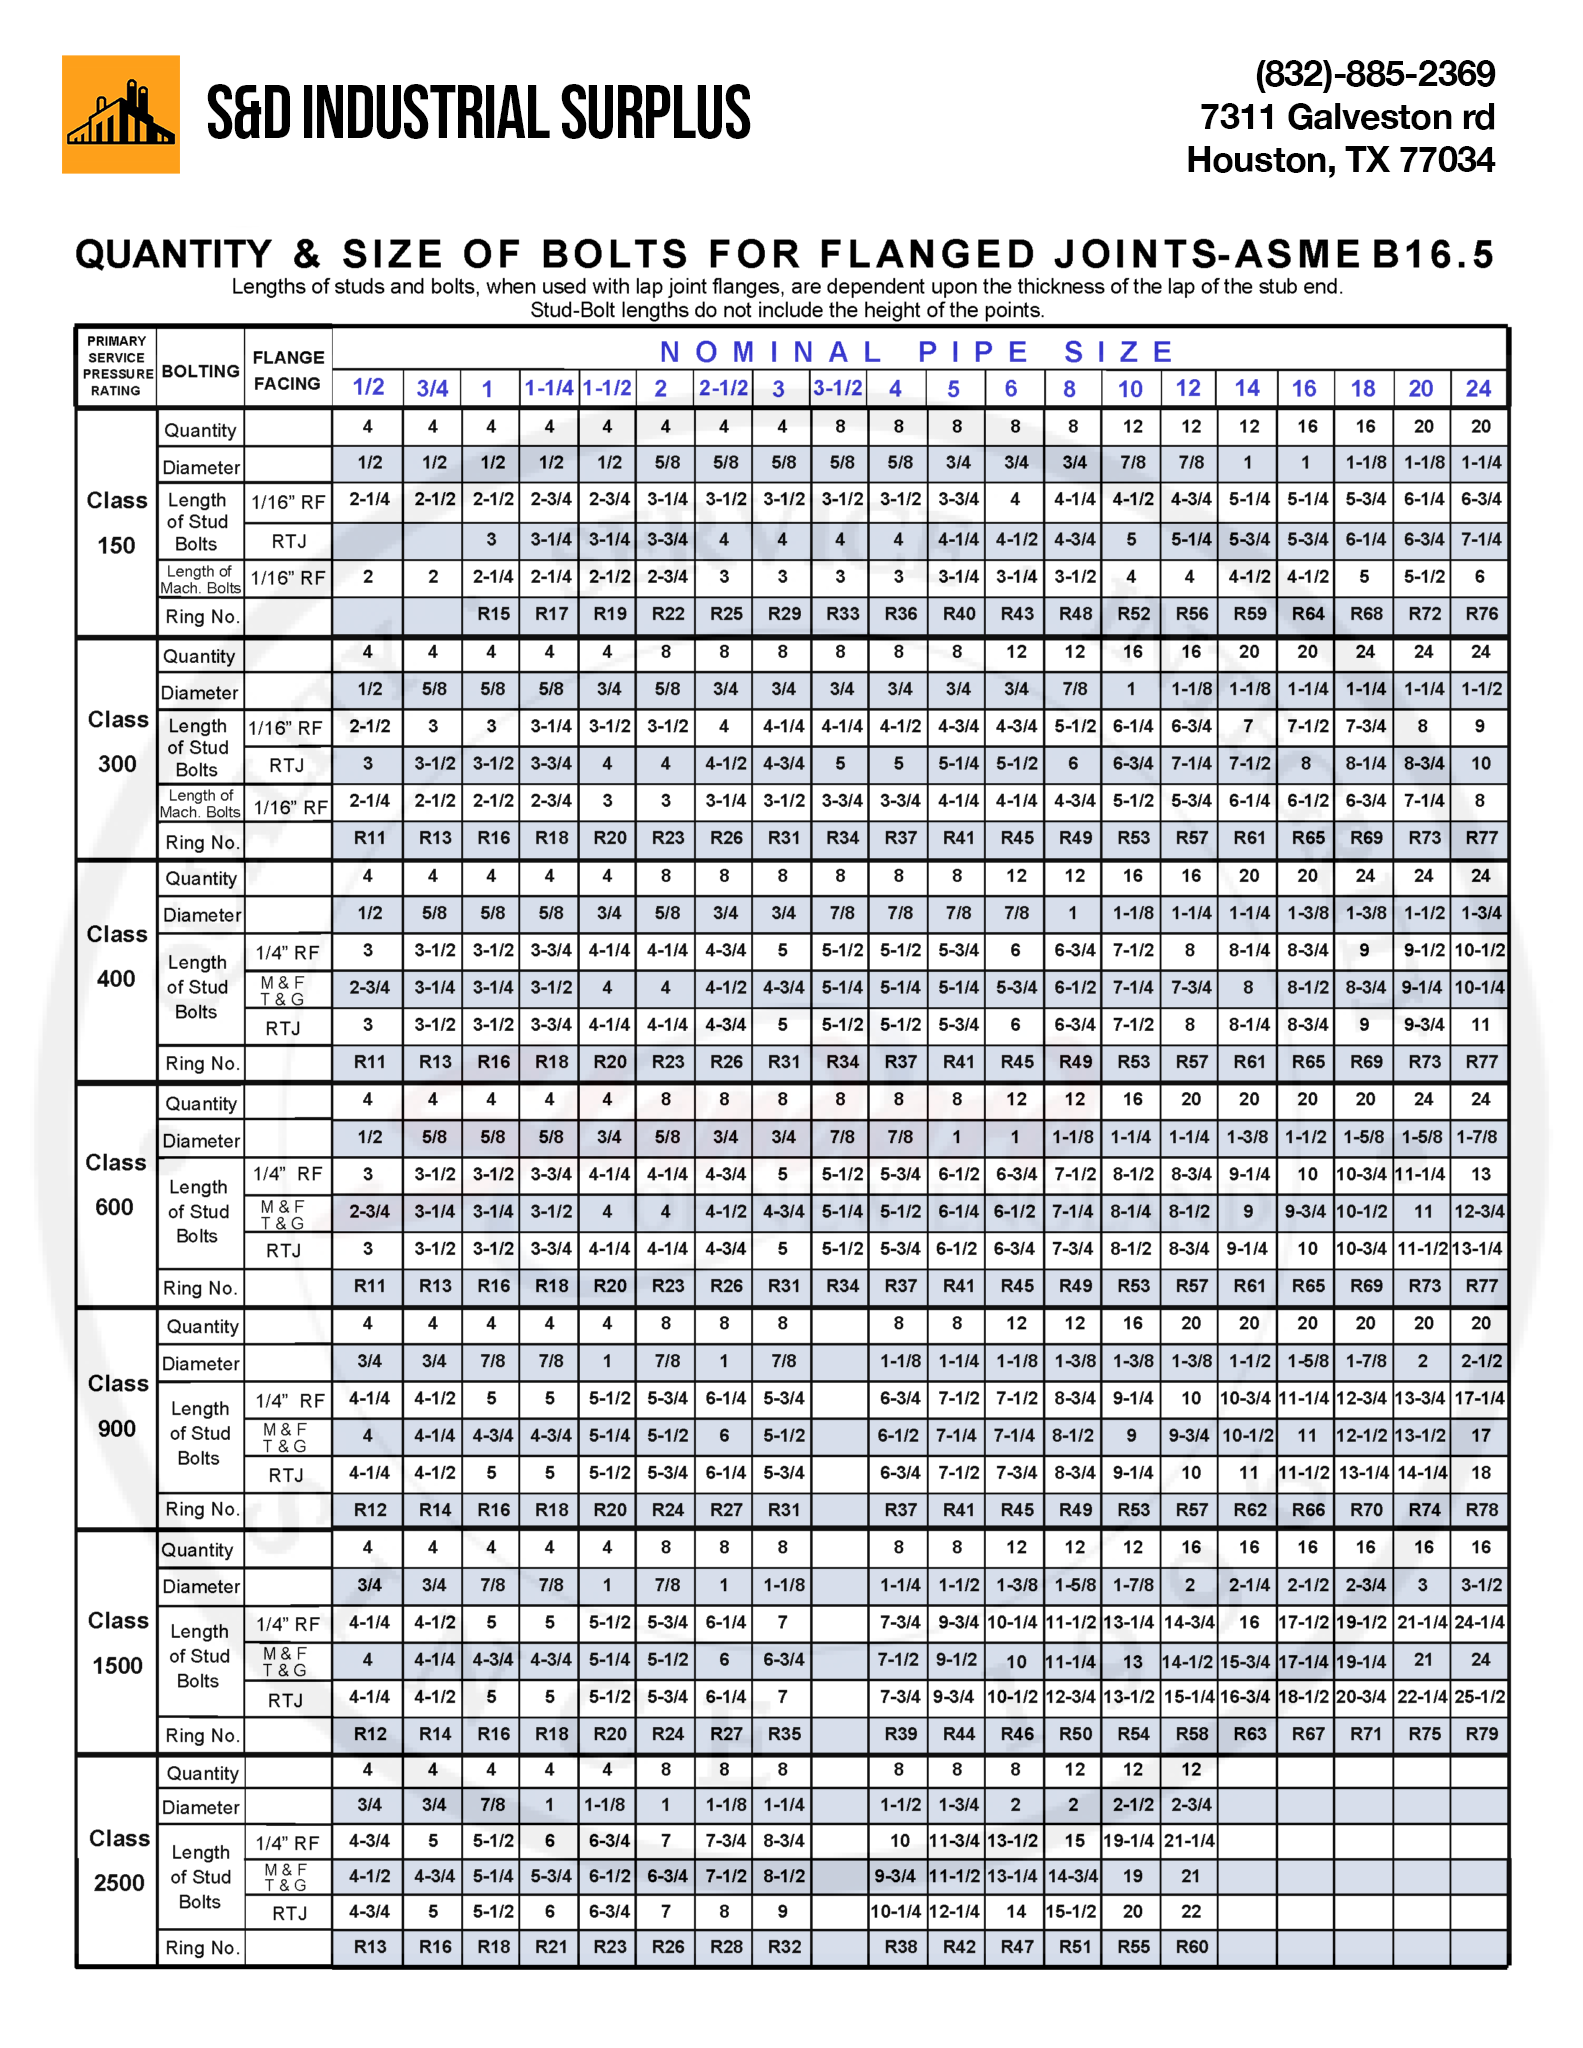 S&D INDUSTRIAL SURPLUS
(832)-885-2369
7311 Galveston rd
Houston, TX 77034
QUANTITY & SIZE OF BOLTS FOR FLANGED JOINTS-ASME B16.5
Lengths of studs and bolts, when used with lap joint flanges, are dependent upon the thickness of the lap of the stub end.
Stud-Bolt lengths do not include the height of the points.
PRIMARY SERVICE PRESSURE RATING BOLTING FLANGE FACING NOMINAL PIPE SIZE
1/2 3/4 1 1-1/4 1-1/2 2 2-1/2 3 3-1/2 4 5 6 8 10 12 14 16 18 20 24
Class 150
Quantity 4 4 4 4 4 4 4 4 8 8 8 8 8 12 12 12 16 16 20 20
Diameter 1/2 1/2 1/2 1/2 1/2 5/8 5/8 5/8 5/8 5/8 3/4 3/4 3/4 7/8 7/8 1 1 1-1/8 1-1/8 1-1/4
Length of Stud Bolts 1/16” RF 2-1/4 2-1/2 2-1/2 2-3/4 2-3/4 3-1/4 3-1/2 3-1/2 3-1/2 3-1/2 3-3/4 4 4-1/4 4-1/2 4-3/4 5-1/4 5-1/4 5-3/4 6-1/4 6-3/4
RTJ 3 3-1/4 3-1/4 3-3/4 4 4 4 4 4-1/4 4-1/2 4-3/4 5 5-1/4 5-3/4 5-3/4 6-1/4 6-3/4 7-1/4
Length of Mach. Bolts 1/16” RF 2 2 2-1/4 2-1/4 2-1/2 2-3/4 3 3 3 3 3-1/4 3-1/4 3-1/2 4 4 4-1/2 4-1/2 5 5-1/2 6
Ring No. R15 R17 R19 R22 R25 R29 R33 R36 R40 R43 R48 R52 R56 R59 R64 R68 R72 R76
Class 300
Quantity 4 4 4 4 4 8 8 8 8 8 8 12 12 16 16 20 20 24 24 24
Diameter 1/2 5/8 5/8 5/8 3/4 5/8 3/4 3/4 3/4 3/4 3/4 3/4 7/8 1 1-1/8 1-1/8 1-1/4 1-1/4 1-1/4 1-1/2
Length of Stud Bolts 1/16” RF 2-1/2 3 3 3-1/4 3-1/2 3-1/2 4 4-1/4 4-1/4 4-1/2 4-3/4 4-3/4 5-1/2 6-1/4 6-3/4 7 7-1/2 7-3/4 8 9
RTJ 3 3-1/2 3-1/2 3-3/4 4 4 4-1/2 4-3/4 5 5 5-1/4 5-1/2 6 6-3/4 7-1/4 7-1/2 8 8-1/4 8-3/4 10
Length of Mach. Bolts 1/16” RF 2-1/4 2-1/2 2-1/2 2-3/4 3 3 3-1/4 3-1/2 3-3/4 3-3/4 4-1/4 4-1/4 4-3/4 5-1/2 5-3/4 6-1/4 6-1/2 6-3/4 7-1/4 8
Ring No. R11 R13 R16 R18 R20 R23 R26 R31 R34 R37 R41 R45 R49 R53 R57 R61 R65 R69 R73 R77
Class 400
Quantity 4 4 4 4 4 8 8 8 8 8 8 12 12 16 16 20 20 24 24 24
Diameter 1/2 5/8 5/8 5/8 3/4 5/8 3/4 3/4 7/8 7/8 7/8 7/8 1 1-1/8 1-1/4 1-1/4 1-3/8 1-3/8 1-1/2 1-3/4
Length of Stud Bolts 1/4” RF 3 3-1/2 3-1/2 3-3/4 4-1/4 4-1/4 4-3/4 5 5-1/2 5-1/2 5-3/4 6 6-3/4 7-1/2 8 8-1/4 8-3/4 9 9-1/2 10-1/2
M & F T & G 2-3/4 3-1/4 3-1/4 3-1/2 4 4 4-1/2 4-3/4 5-1/4 5-1/4 5-1/4 5-3/4 6-1/2 7-1/4 7-3/4 8 8-1/2 8-3/4 9-1/4 10-1/4
RTJ 3 3-1/2 3-1/2 3-3/4 4-1/4 4-1/4 4-3/4 5 5-1/2 5-1/2 5-3/4 6 6-3/4 7-1/2 8 8-1/4 8-3/4 9 9-3/4 11
Ring No. R11 R13 R16 R18 R20 R23 R26 R31 R34 R37 R41 R45 R49 R53 R57 R61 R65 R69 R73 R77
Class 600
Quantity 4 4 4 4 4 8 8 8 8 8 8 12 12 16 20 20 20 20 24 24
Diameter 1/2 5/8 5/8 5/8 3/4 5/8 3/4 3/4 7/8 7/8 1 1 1-1/8 1-1/4 1-1/4 1-3/8 1-1/2 1-5/8 1-5/8 1-7/8
Length of Stud Bolts 1/4” RF 3 3-1/2 3-1/2 3-3/4 4-1/4 4-1/4 4-3/4 5 5-1/2 5-3/4 6-1/2 6-3/4 7-1/2 8-1/2 8-3/4 9-1/4 10 10-3/4 11-1/4 13
M & F T & G 2-3/4 3-1/4 3-1/4 3-1/2 4 4 4-1/2 4-3/4 5-1/4 5-1/2 6-1/4 6-1/2 7-1/4 8-1/4 8-1/2 9 9-3/4 10-1/2 11 12-3/4
RTJ 3 3-1/2 3-1/2 3-3/4 4-1/4 4-1/4 4-3/4 5 5-1/2 5-3/4 6-1/2 6-3/4 7-3/4 8-1/2 8-3/4 9-1/4 10 10-3/4 11-1/2 13-1/4
Ring No. R11 R13 R16 R18 R20 R23 R26 R31 R34 R37 R41 R45 R49 R53 R57 R61 R65 R69 R73 R77
Class 900
Quantity 4 4 4 4 4 8 8 8 8 8 12 12 16 20 20 20 20 20 20
Diameter 3/4 3/4 7/8 7/8 1 7/8 1 7/8 1-1/8 1-1/4 1-1/8 1-3/8 1-3/8 1-3/8 1-1/2 1-5/8 1-7/8 2 2-1/2
Length of Stud Bolts 1/4” RF 4-1/4 4-1/2 5 5 5-1/2 5-3/4 6-1/4 5-3/4 6-3/4 7-1/2 7-1/2 8-3/4 9-1/4 10 10-3/4 11-1/4 12-3/4 13-3/4 17-1/4
M & F T & G 4 4-1/4 4-3/4 4-3/4 5-1/4 5-1/2 6 5-1/2 6-1/2 7-1/4 7-1/4 8-1/2 9 9-3/4 10-1/2 11 12-1/2 13-1/2 17
RTJ 4-1/4 4-1/2 5 5 5-1/2 5-3/4 6-1/4 5-3/4 6-3/4 7-1/2 7-3/4 8-3/4 9-1/4 10 11 11-1/2 13-1/4 14-1/4 18
Ring No. R12 R14 R16 R18 R20 R24 R27 R31 R37 R41 R45 R49 R53 R57 R62 R66 R70 R74 R78
Class 1500
Quantity 4 4 4 4 4 8 8 8 8 8 12 12 12 16 16 16 16 16 16
Diameter 3/4 3/4 7/8 7/8 1 7/8 1 1-1/8 1-1/4 1-1/2 1-3/8 1-5/8 1-7/8 2 2-1/4 2-1/2 2-3/4 3 3-1/2
Length of Stud Bolts 1/4” RF 4-1/4 4-1/2 5 5 5-1/2 5-3/4 6-1/4 7 7-3/4 9-3/4 10-1/4 11-1/2 13-1/4 14-3/4 16 17-1/2 19-1/2 21-1/4 24-1/4
M & F T & G 4 4-1/4 4-3/4 4-3/4 5-1/4 5-1/2 6 6-3/4 7-1/2 9-1/2 10 11-1/4 13 14-1/2 15-3/4 17-1/4 19-1/4 21 24
RTJ 4-1/4 4-1/2 5 5 5-1/2 5-3/4 6-1/4 7 7-3/4 9-3/4 10-1/2 12-3/4 13-1/2 15-1/4 16-3/4 18-1/2 20-3/4 22-1/4 25-1/2
Ring No. R12 R14 R16 R18 R20 R24 R27 R35 R39 R44 R46 R50 R54 R58 R63 R67 R71 R75 R79
Class 2500
Quantity 4 4 4 4 4 8 8 8 8 8 8 12 12 12
Diameter 3/4 3/4 7/8 1 1-1/8 1 1-1/8 1-1/4 1-1/2 1-3/4 2 2 2-1/2 2-3/4
Length of Stud Bolts 1/4” RF 4-3/4 5 5-1/2 6 6-3/4 7 7-3/4 8-3/4 10 11-3/4 13-1/2 15 19-1/4 21-1/4
M & F T & G 4-1/2 4-3/4 5-1/4 5-3/4 6-1/2 6-3/4 7-1/2 8-1/2 9-3/4 11-1/2 13-1/4 14-3/4 19 21
RTJ 4-3/4 5 5-1/2 6 6-3/4 7 8 9 10-1/4 12-1/4 14 15-1/2 20 22
Ring No. R13 R16 R18 R21 R23 R26 R28 R32 R38 R42 R47 R51 R55 R60
QUALITY SERVICE INTEGRITY
Standard
OF NEW ENGLAND